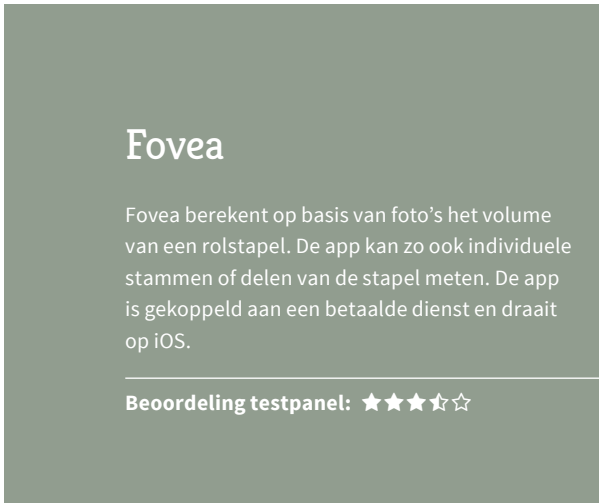 Fovea
Fovea berekent op basis van foto’s het volume
van een rolstapel. De app kan zo ook individuele
stammen of delen van de stapel meten. De app
is gekoppeld aan een betaalde dienst en draait
op iOS.
Beoordeling testpanel: